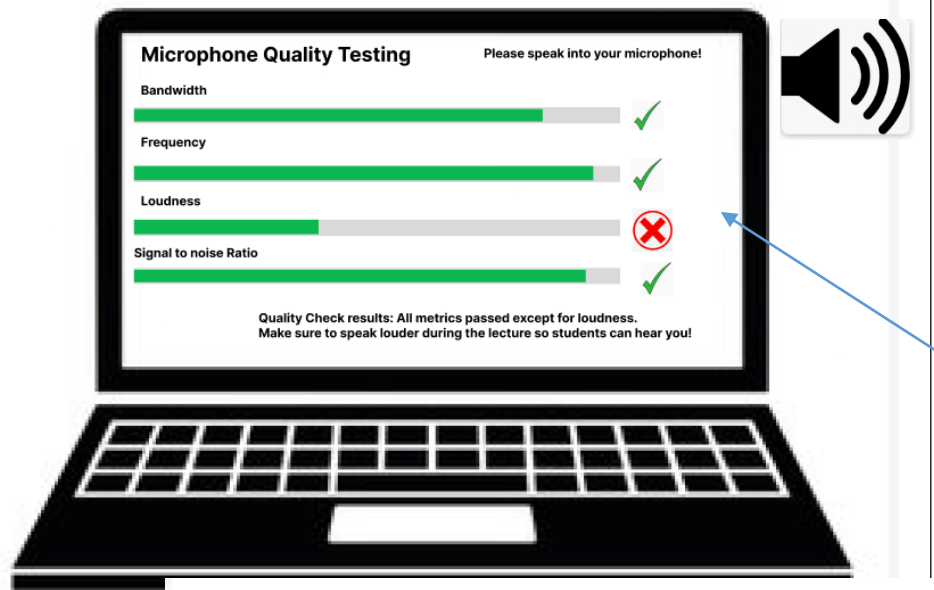 Microphone Quality Testing
Please speak into your microphone!
Bandwidth
Frequency
Loudness
Signal to noise Ratio
Quality Check results: All metrics passed except for loudness.
Make sure to speak louder during the lecture so students can hear you!